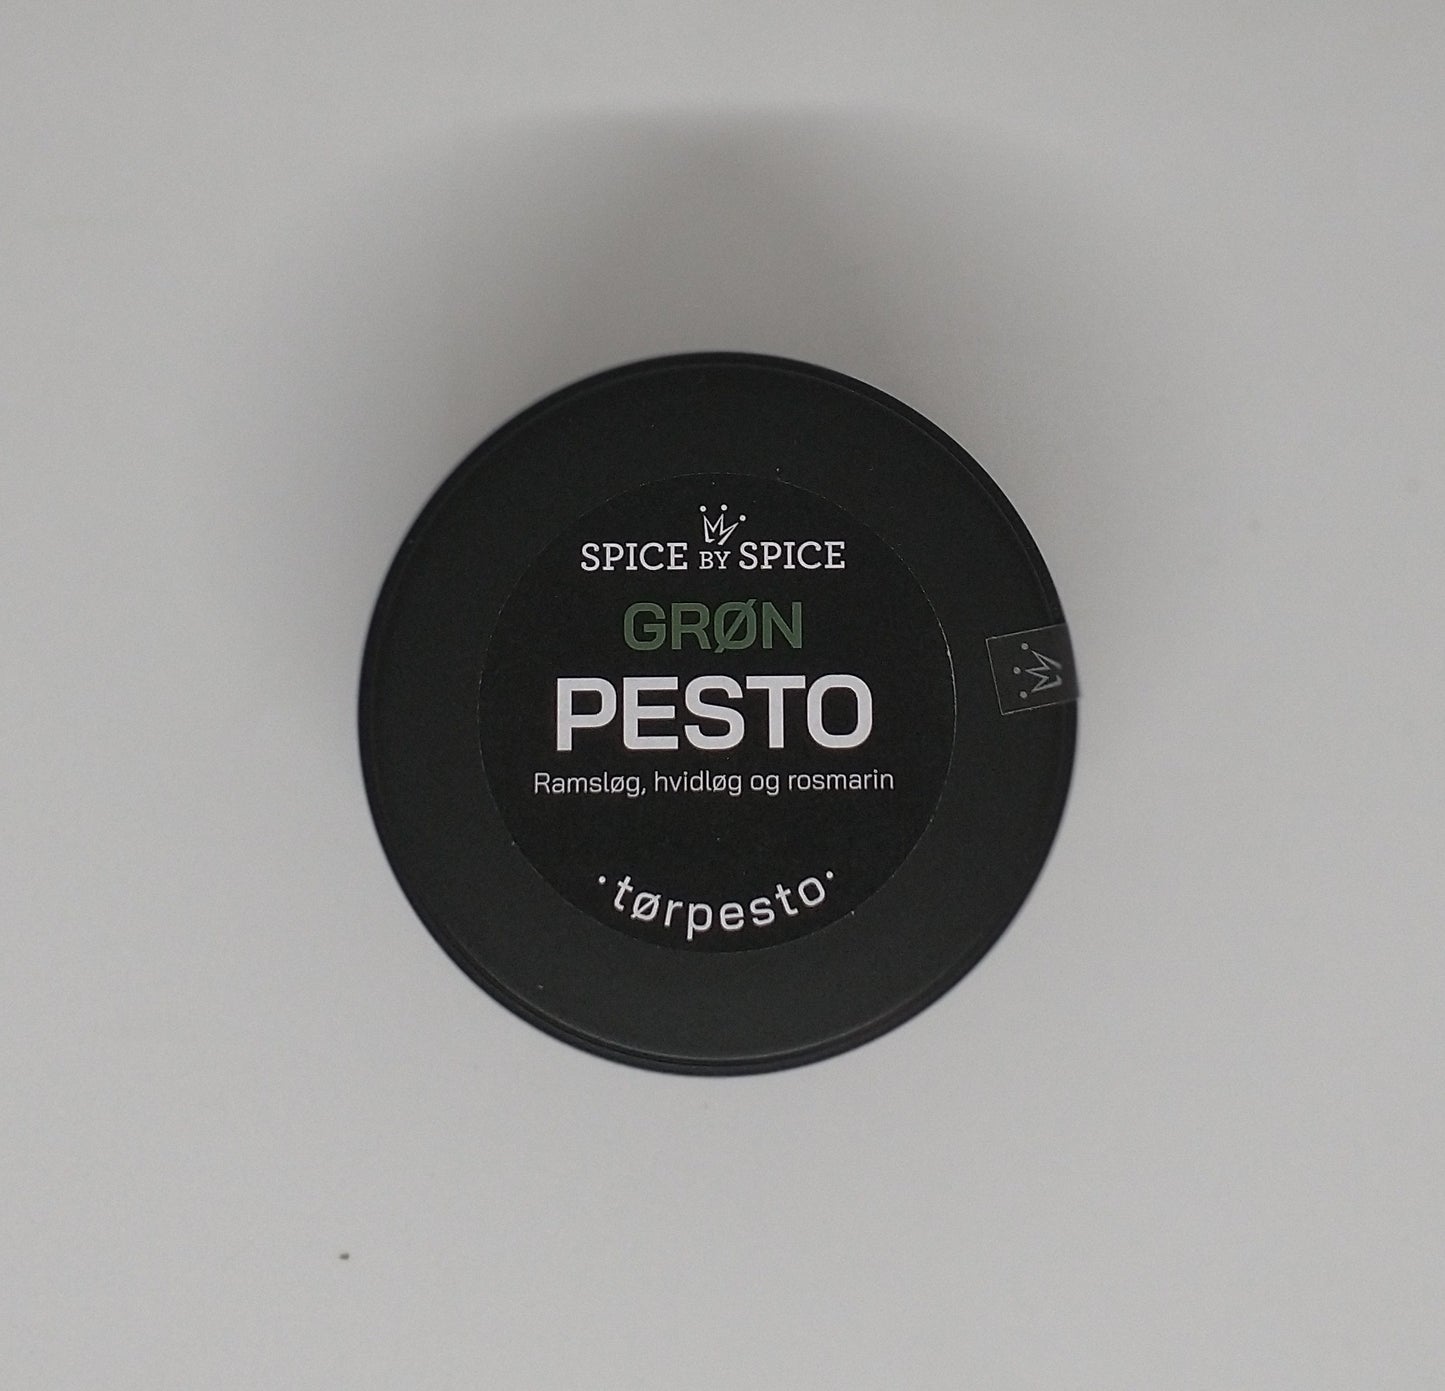 SPICE BY SPICE
GRØN
PESTO
Ramsløg, hvidløg og rosmarin
·tørpesto·